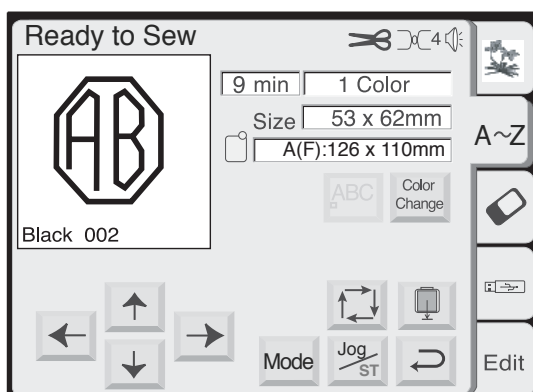 Ready to Sew
4
9 min
1 Color
Size
53 x 62mm
A(F):126 x 110mm
A~Z
ABC
Color
Change
AB
Black 002
Mode
Jog
ST
Edit